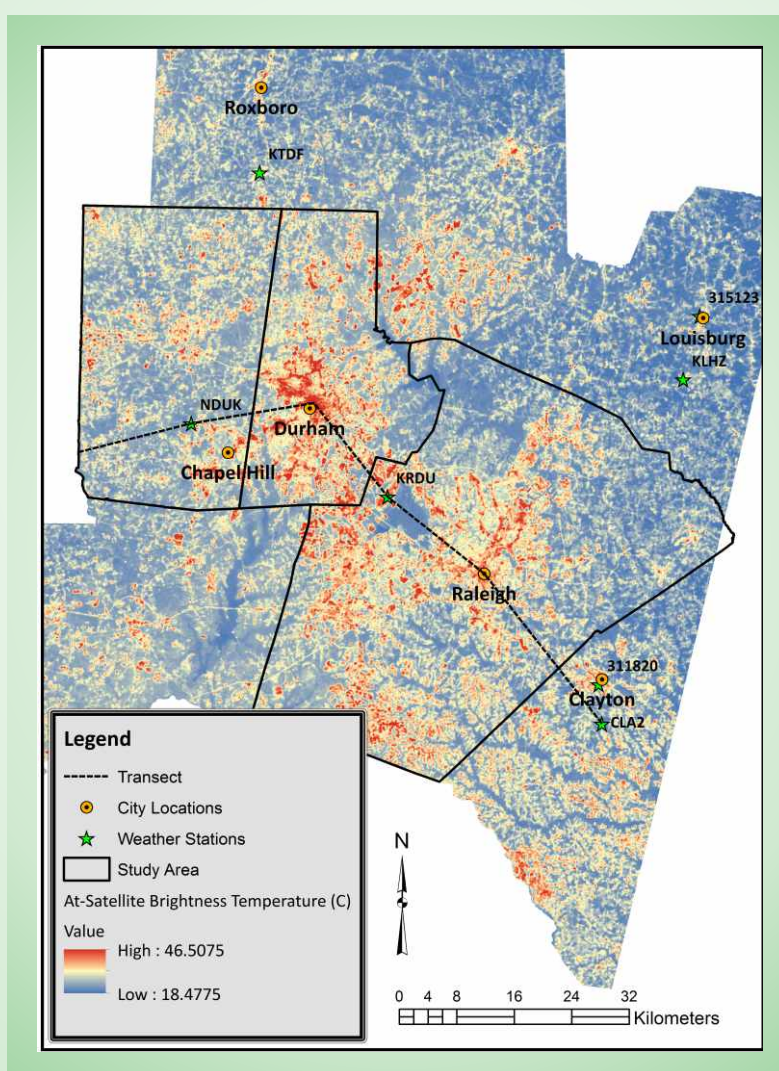 Roxboro
KTDF
315123
Louisburg
KLHZ
NDUK
Durham
Chapel Hill
KRDU
Raleigh
311820
Clayton
CLA2
Legend
Transect
City Locations
Weather Stations
Study Area
At-Satellite Brightness Temperature (C)
Value
High : 46.5075
Low : 18.4775
N
0 4 8 16 24 32
Kilometers